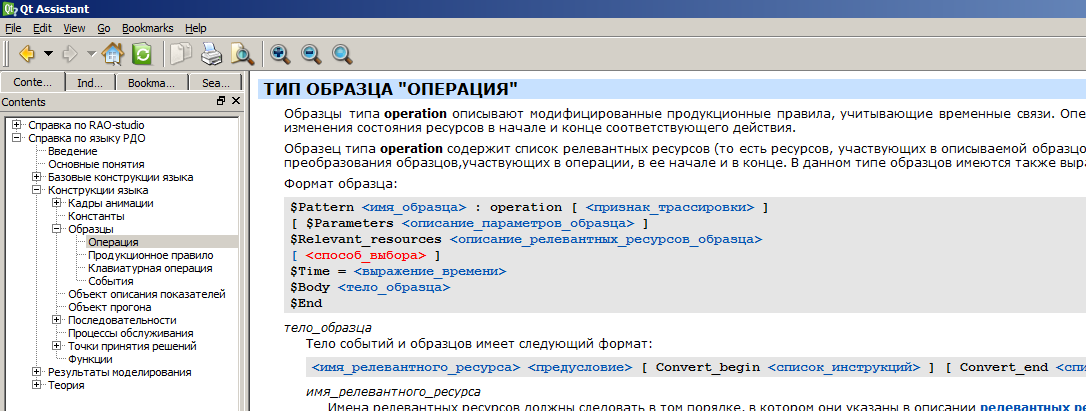 Qt Assistant
File Edit View Go Bookmarks Help
Conte... Ind... Bookma... Sea...
Contents
Справка по RAO-studio
Справка по языку РДО
Введение
Основные понятия
Базовые конструкции языка
Конструкции языка
Кадры анимации
Константы
Образцы
Операция
Продукционное правило
Клавиатурная операция
События
Объект описания показателей
Объект прогона
Последовательности
Процессы обслуживания
Точки принятия решений
Функции
Результаты моделирования
Теория
ТИП ОБРАЗЦА "ОПЕРАЦИЯ"
Образцы типа operation описывают модифицированные продукционные правила, учитывающие временные связи. Опе
изменения состояния ресурсов в начале и конце соответствующего действия.
Образец типа operation содержит список релевантных ресурсов (то есть ресурсов, участвующих в описываемой образцо
преобразования образцов,участвующих в операции, в ее начале и в конце. В данном типе образцов имеются также выра
Формат образца:
$Pattern <имя_образца> : operation [ <признак_трассировки> ]
[ $Parameters <описание_параметров_образца> ]
$Relevant_resources <описание_релевантных_ресурсов_образца>
[ <способ_выбора> ]
$Time = <выражение_времени>
$Body <тело_образца>
$End
тело_образца
Тело событий и образцов имеет следующий формат:
<имя_релевантного_ресурса> <предусловие> [ Convert_begin <список_инструкций> ] [ Convert_end <спи
имя_релевантного_ресурса
Имена релевантных ресурсов должны следовать в том порядке, в котором они указаны в описании релевантных ре